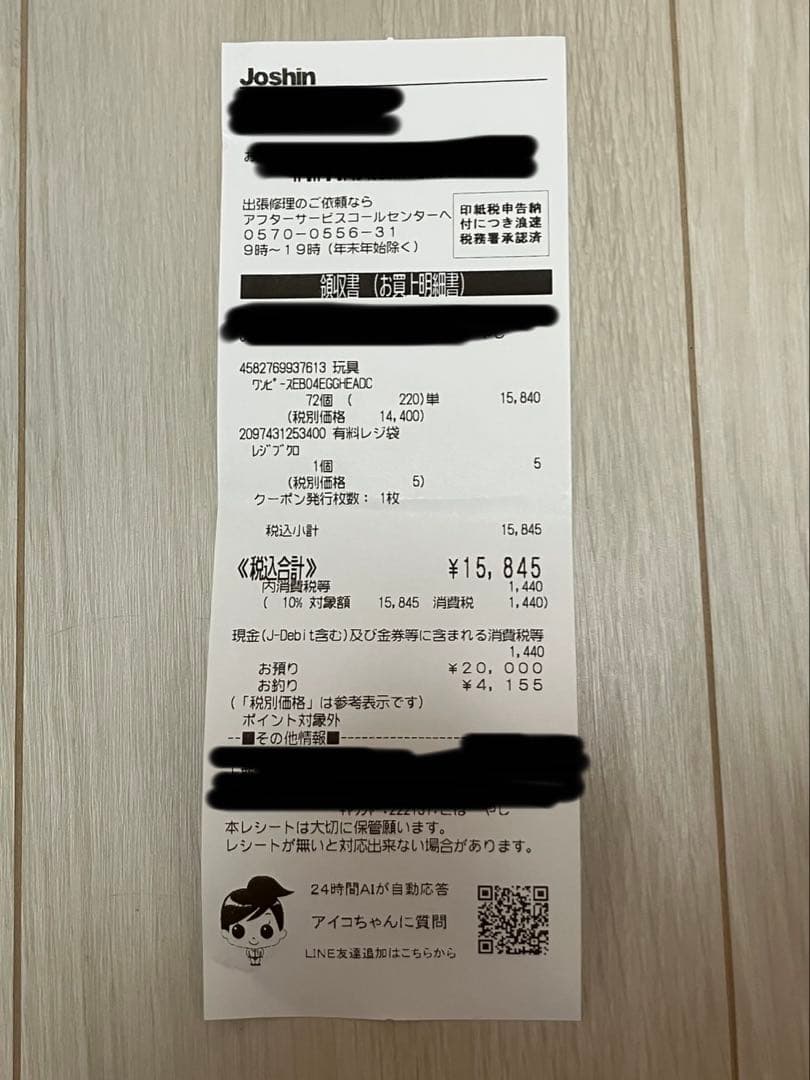 Joshin
出張修理のご依頼なら
アフターサービスコールセンターへ
0570-0556-31
9時~19時(年末年始除く)
印紙税申告納
付につき浪速
税務署承認済
領収書 (お買上明細書)
4582769937613 玩具
ワンピースEB04EGGHEADC
72個 ( 220)単 15,840
(税別価格 14,400)
2097431253400 有料レジ袋
レジブクロ
1個 5
(税別価格 5)
クーポン発行枚数: 1枚
税込小計 15,845
《税込合計》 ¥15,845
内消費税等 1,440
( 10% 対象額 15,845 消費税 1,440)
現金(J-Debit含む)及び金券等に含まれる消費税等
1,440
お預り ¥20,000
お釣り ¥4,155
(「税別価格」は参考表示です)
ポイント対象外
--■その他情報■--------------------
本レシートは大切に保管願います。
レシートが無いと対応出来ない場合があります。
24時間AIが自動応答
アイコちゃんに質問
LINE友達追加はこちらから